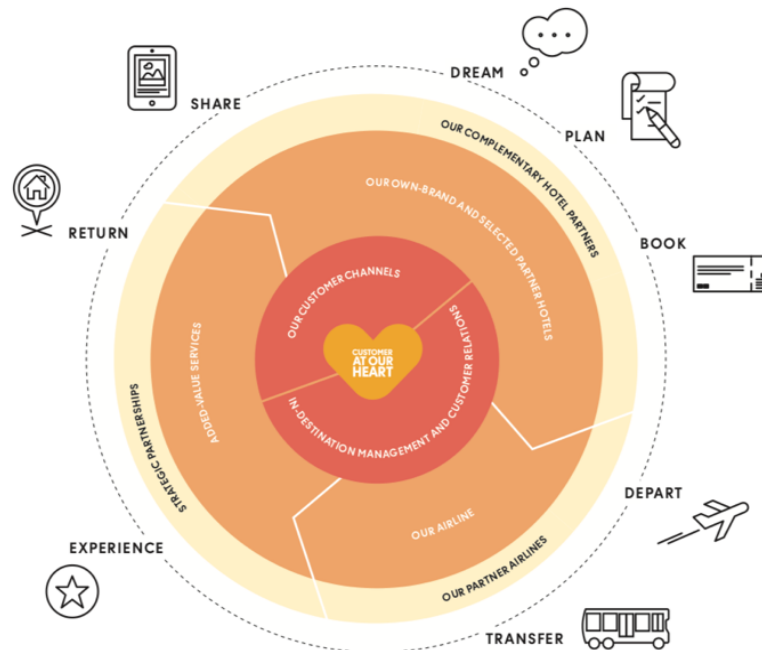 DREAM
PLAN
BOOK
DEPART
TRANSFER
EXPERIENCE
RETURN
SHARE
OUR COMPLEMENTARY HOTEL PARTNERS
OUR PARTNER AIRLINES
STRATEGIC PARTNERSHIPS
OUR OWN-BRAND AND SELECTED PARTNER HOTELS
OUR AIRLINE
ADDED-VALUE SERVICES
OUR CUSTOMER CHANNELS
IN-DESTINATION MANAGEMENT AND CUSTOMER RELATIONS
CUSTOMER
AT OUR
HEART